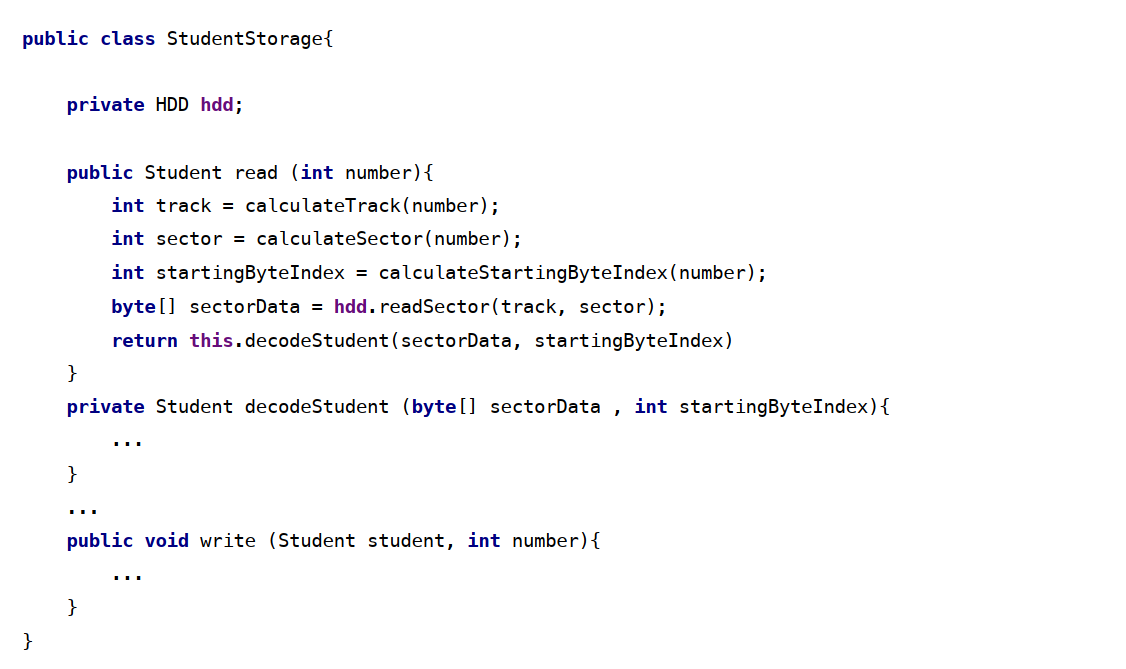 public class StudentStorage{
private HDD hdd;
public Student read (int number){
int track = calculateTrack(number);
int sector = calculateSector(number);
int startingByteIndex = calculateStartingByteIndex(number);
byte[] sectorData = hdd.readSector(track, sector);
return this.decodeStudent(sectorData, startingByteIndex)
}
private Student decodeStudent (byte[] sectorData , int startingByteIndex){
...
}
...
public void write (Student student, int number){
...
}
}